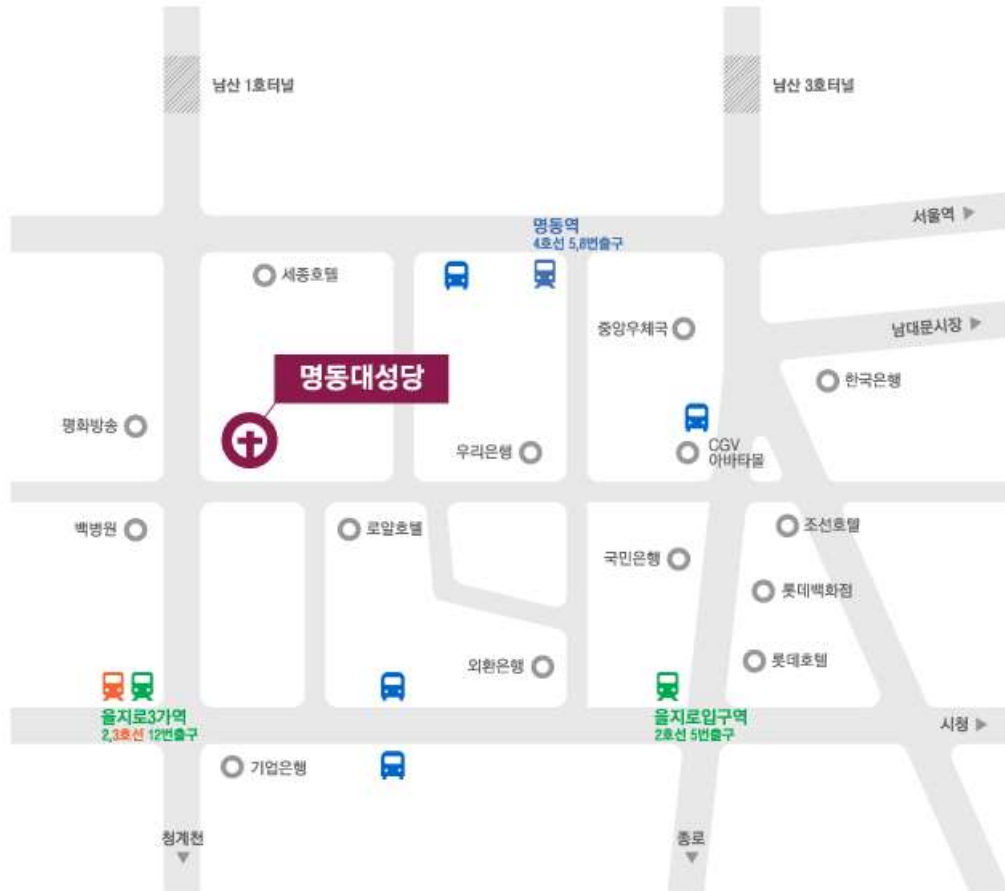 남산 1호터널
남산 3호터널
서울역
명동역
4호선 5,8번출구
세종호텔
중앙우체국
남대문시장
명동대성당
한국은행
평화방송
우리은행
CGV
아바타몰
백병원
로얄호텔
조선호텔
국민은행
롯데백화점
외환은행
롯데호텔
을지로3가역
2,3호선 12번출구
을지로입구역
2호선 5번출구
시청
기업은행
청계천
종로